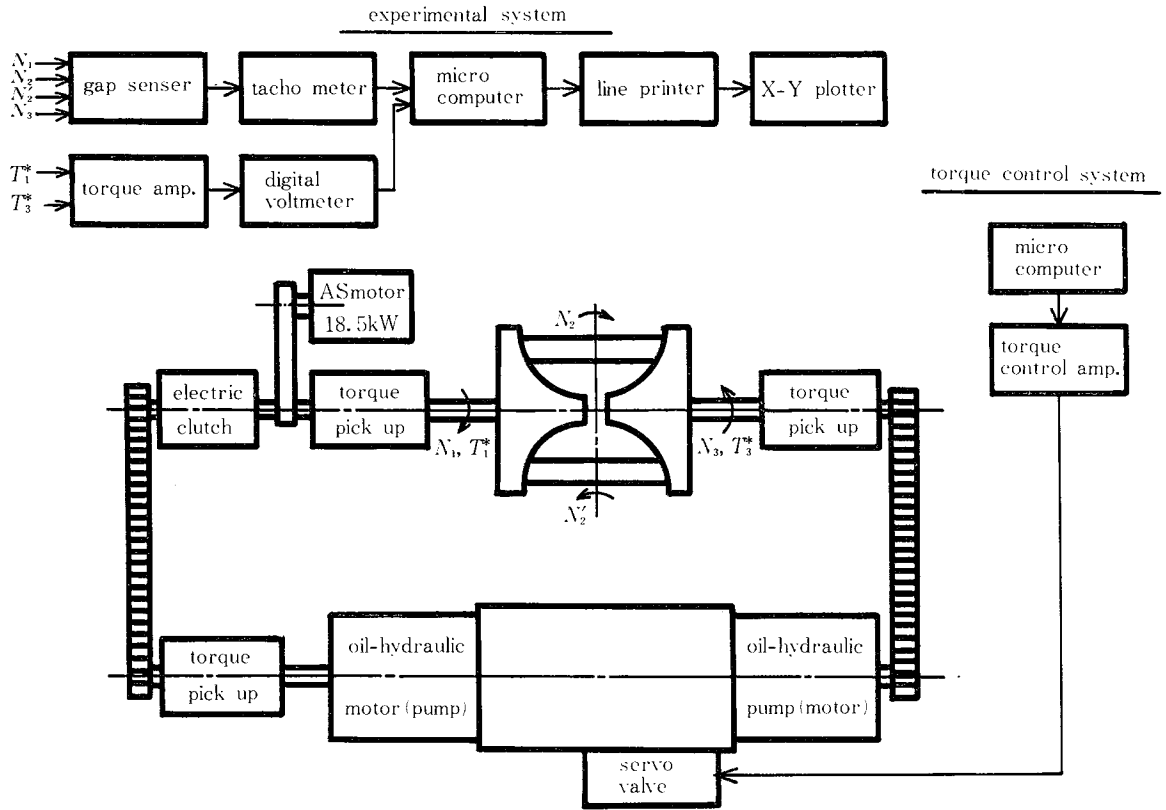 experimental system
N₁
N₂
N₂′
N₃
gap senser
tacho meter
micro
computer
line printer
X-Y plotter
T₁*
T₃*
torque amp.
digital
voltmeter
torque control system
micro
computer
torque
control amp.
ASmotor
18.5kW
electric
clutch
torque
pick up
N₁, T₁*
N₂
N₂′
N₃, T₃*
torque
pick up
torque
pick up
oil-hydraulic
motor(pump)
oil-hydraulic
pump(motor)
servo
valve